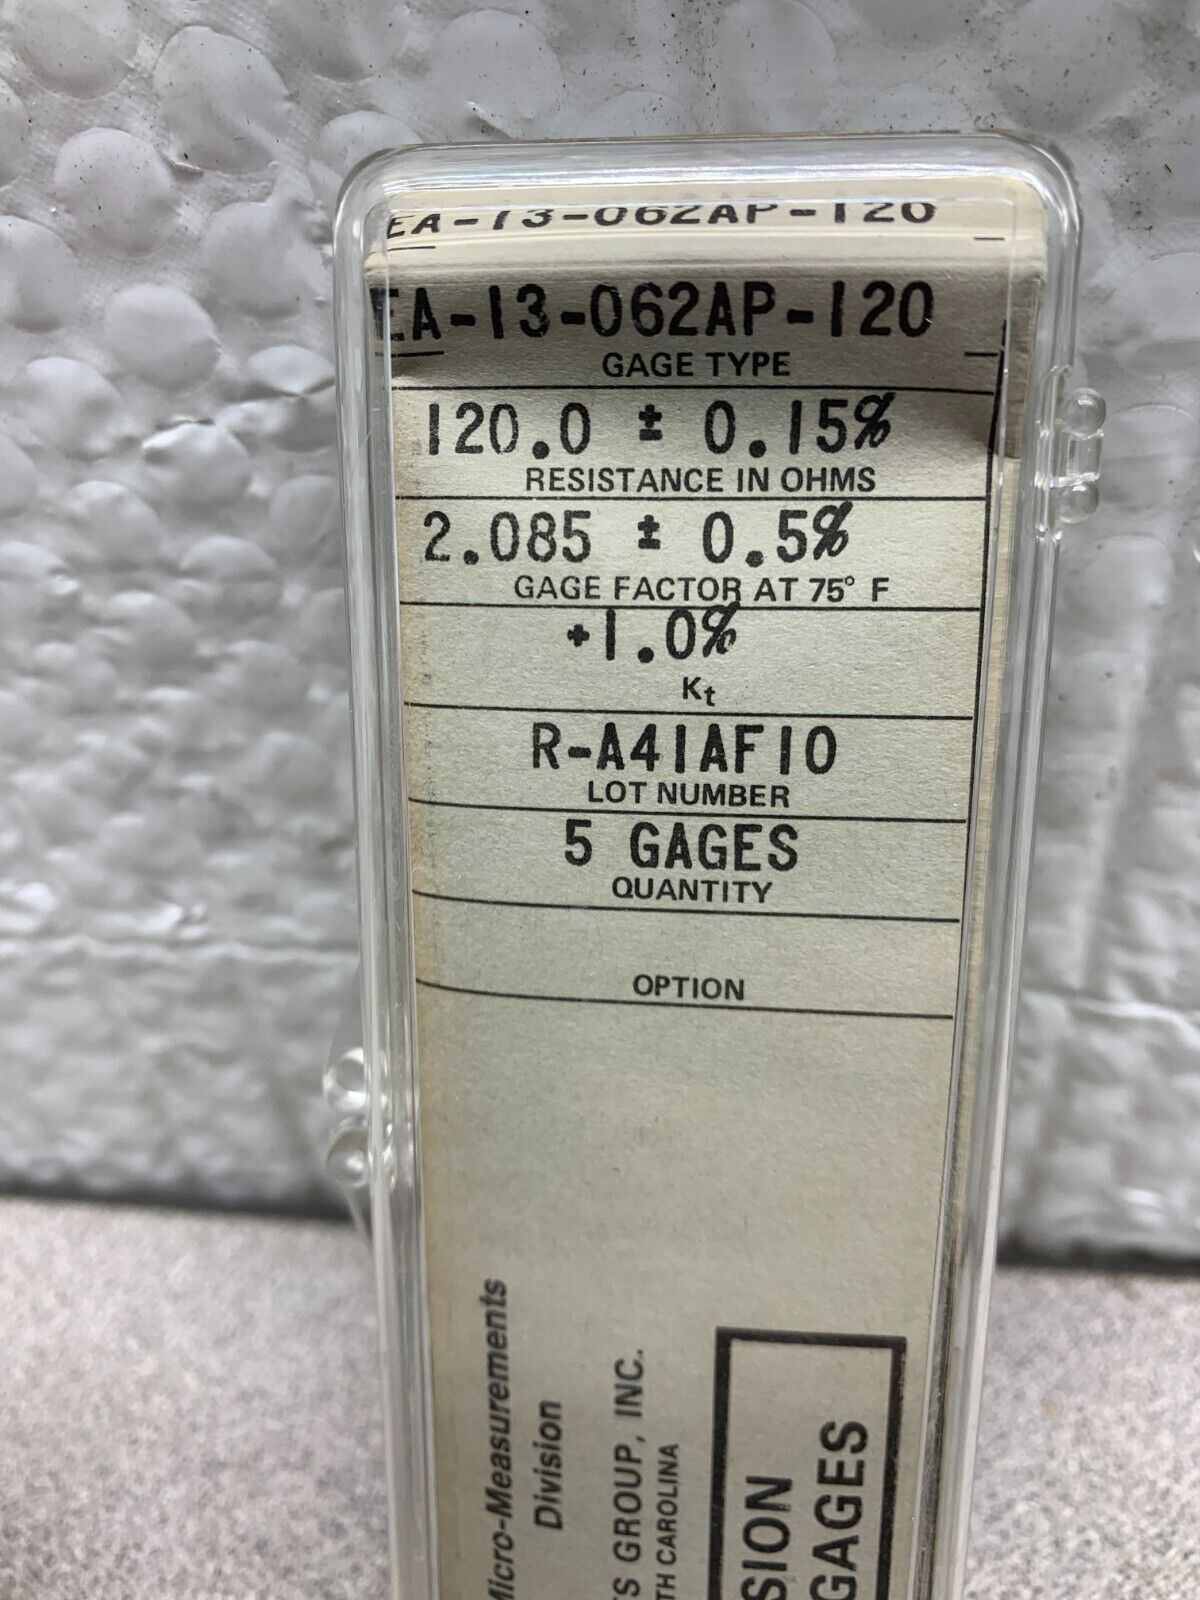 EA-13-062AP-120
EA-13-062AP-120
GAGE TYPE
120.0 ± 0.15%
RESISTANCE IN OHMS
2.085 ± 0.5%
GAGE FACTOR AT 75° F
+1.0%
Kt
R-A41AF10
LOT NUMBER
5 GAGES
QUANTITY
OPTION
Micro-Measurements
Division
S GROUP, INC.
TH CAROLINA
SION
GAGES